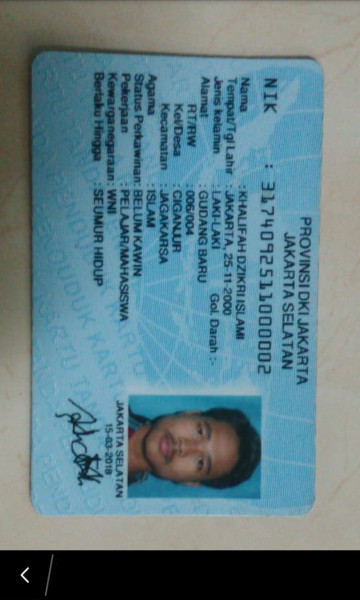 PROVINSI DKI JAKARTA
JAKARTA SELATAN
NIK : 3174092511000002
Nama : KHALIFAH DZIKRI ISLAMI
Tempat/Tgl Lahir : JAKARTA, 25-11-2000
Jenis kelamin : LAKI-LAKI Gol. Darah : -
Alamat : GUDANG BARU
RT/RW : 006/004
Kel/Desa : CIGANJUR
Kecamatan : JAGAKARSA
Agama : ISLAM
Status Perkawinan: BELUM KAWIN
Pekerjaan : PELAJAR/MAHASISWA
Kewarganegaraan: WNI
Berlaku Hingga : SEUMUR HIDUP
JAKARTA SELATAN
15-03-2018